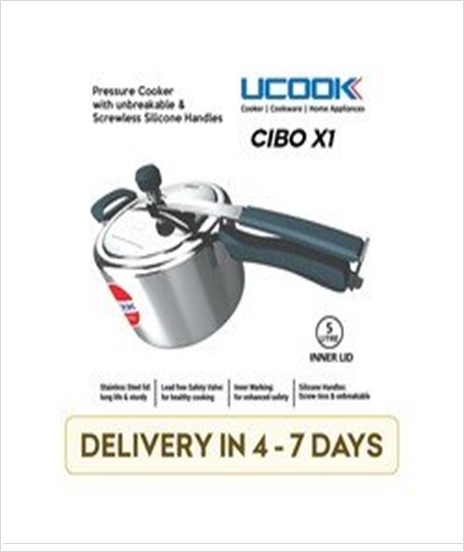 Pressure Cooker
with unbreakable &
Screwless Silicone Handles
UCOOK
Cooker | Cookware | Home Appliances
CIBO X1
5
LITRE
INNER LID
Stainless Steel lid:
long life & sturdy
Lead free Safety Valve:
for healthy cooking
Inner Marking:
for enhanced safety
Silicone Handles:
Screw-less & unbreakable
DELIVERY IN 4 - 7 DAYS